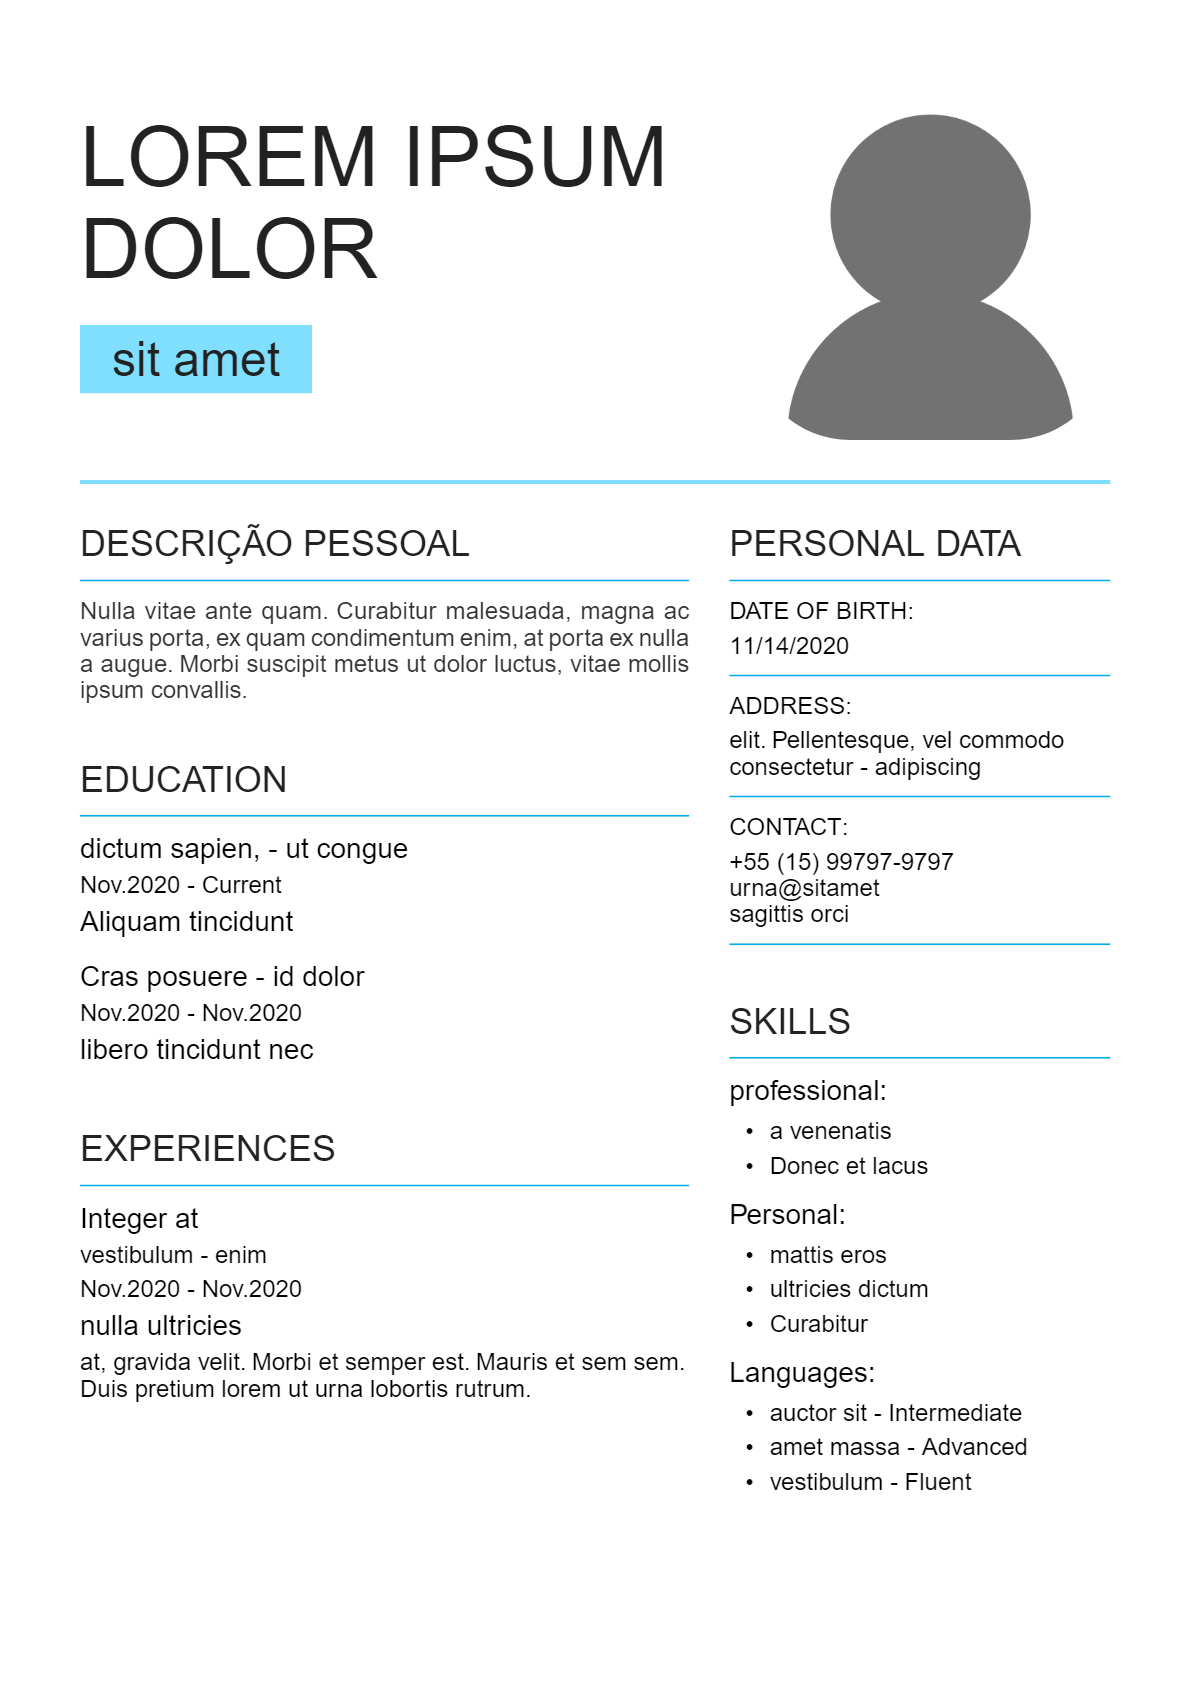 LOREM IPSUM
DOLOR
sit amet
DESCRIÇÃO PESSOAL
Nulla vitae ante quam. Curabitur malesuada, magna ac
varius porta, ex quam condimentum enim, at porta ex nulla
a augue. Morbi suscipit metus ut dolor luctus, vitae mollis
ipsum convallis.
EDUCATION
dictum sapien, - ut congue
Nov.2020 - Current
Aliquam tincidunt
Cras posuere - id dolor
Nov.2020 - Nov.2020
libero tincidunt nec
EXPERIENCES
Integer at
vestibulum - enim
Nov.2020 - Nov.2020
nulla ultricies
at, gravida velit. Morbi et semper est. Mauris et sem sem.
Duis pretium lorem ut urna lobortis rutrum.
PERSONAL DATA
DATE OF BIRTH:
11/14/2020
ADDRESS:
elit. Pellentesque, vel commodo
consectetur - adipiscing
CONTACT:
+55 (15) 99797-9797
urna@sitamet
sagittis orci
SKILLS
professional:
• a venenatis
• Donec et lacus
Personal:
• mattis eros
• ultricies dictum
• Curabitur
Languages:
• auctor sit - Intermediate
• amet massa - Advanced
• vestibulum - Fluent